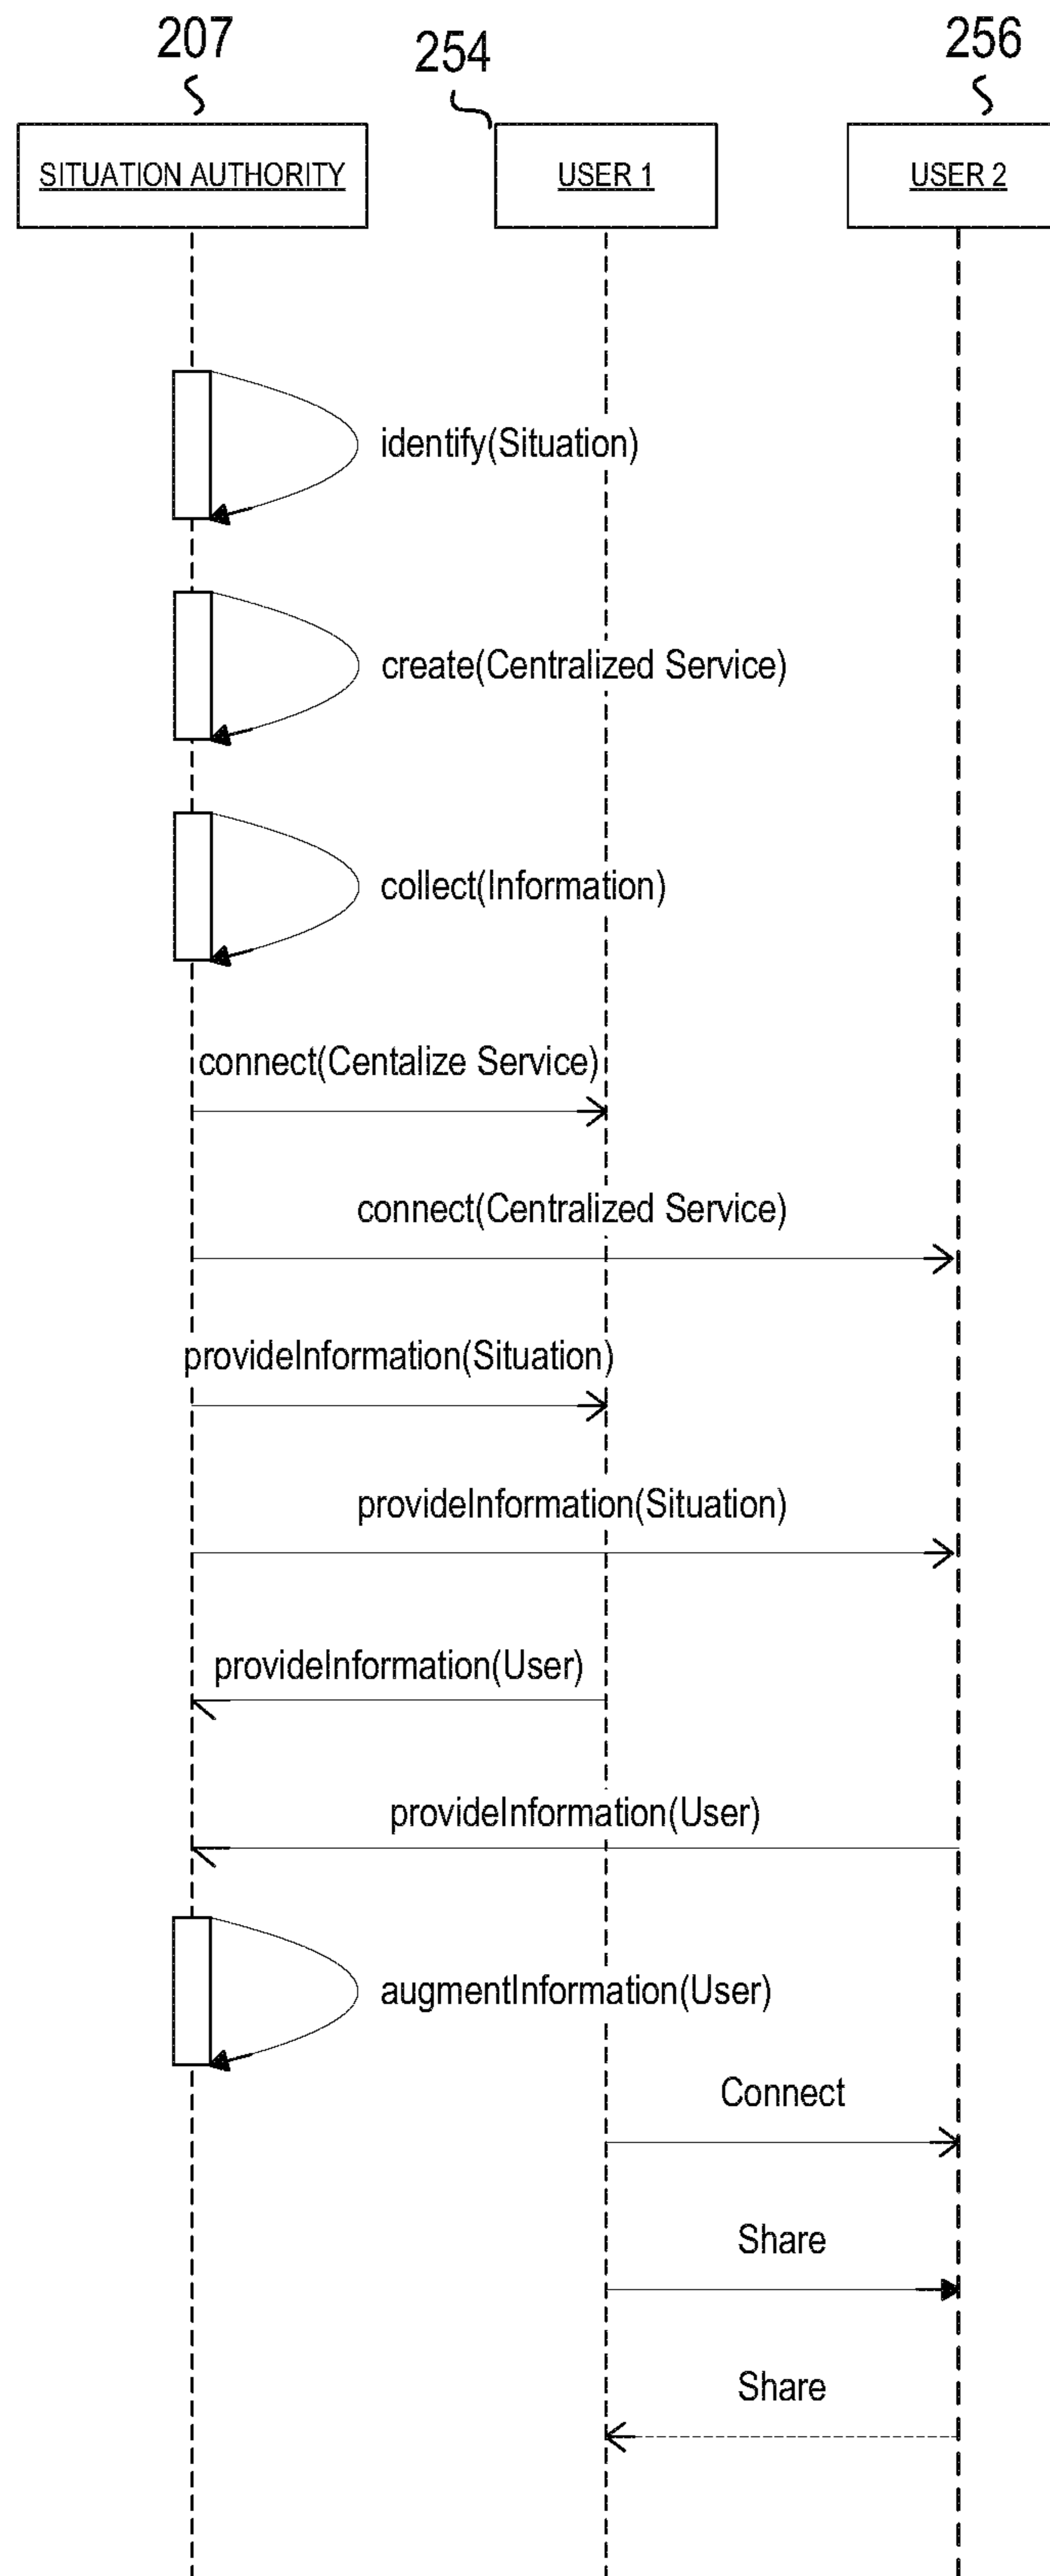 207
254
256
SITUATION AUTHORITY
USER 1
USER 2
identify(Situation)
create(Centralized Service)
collect(Information)
connect(Centalize Service)
connect(Centralized Service)
provideInformation(Situation)
provideInformation(Situation)
provideInformation(User)
provideInformation(User)
augmentInformation(User)
Connect
Share
Share